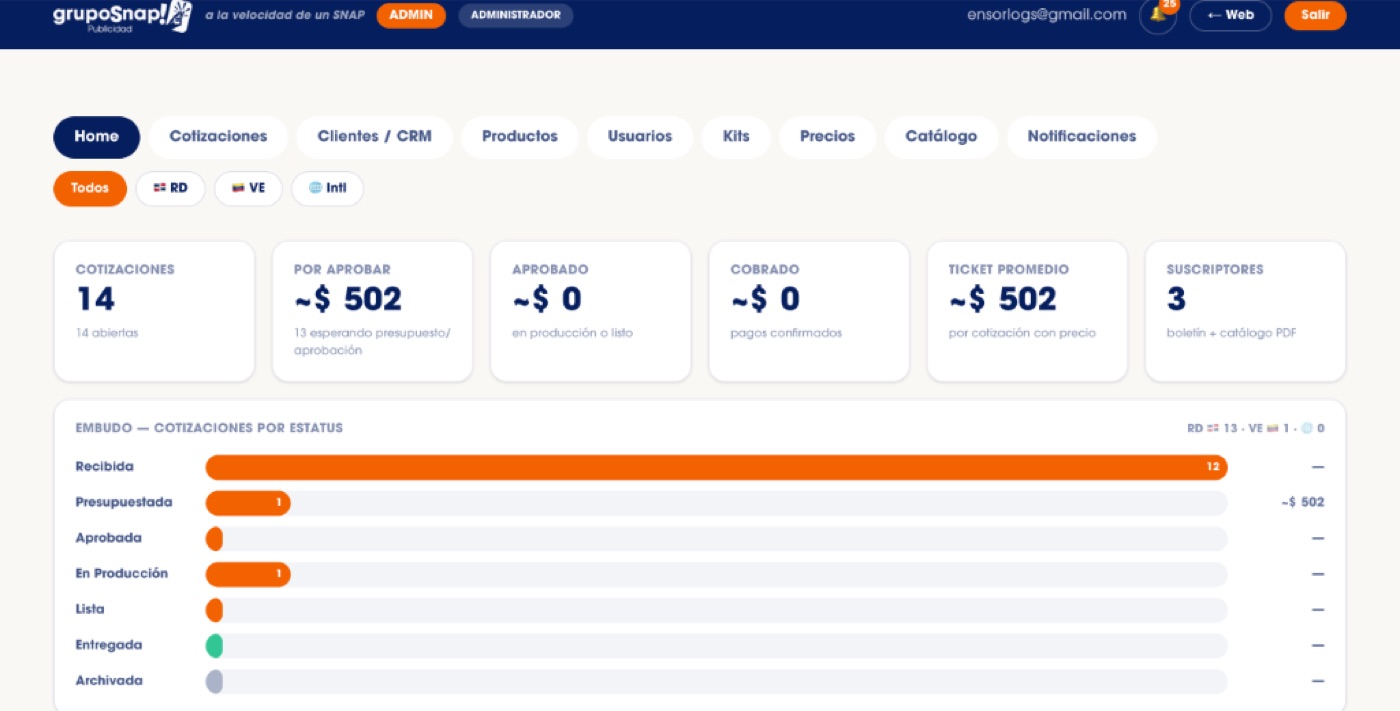 grupoSnap!
Publicidad
a la velocidad de un SNAP
ADMIN
ADMINISTRADOR
ensorlogs@gmail.com
25
← Web
Salir
Home
Cotizaciones
Clientes / CRM
Productos
Usuarios
Kits
Precios
Catálogo
Notificaciones
Todos
RD
VE
Intl
COTIZACIONES
14
14 abiertas
POR APROBAR
~$ 502
13 esperando presupuesto/
aprobación
APROBADO
~$ 0
en producción o listo
COBRADO
~$ 0
pagos confirmados
TICKET PROMEDIO
~$ 502
por cotización con precio
SUSCRIPTORES
3
boletín + catálogo PDF
EMBUDO — COTIZACIONES POR ESTATUS
RD 13 · VE 1 · 0
Recibida 12 —
Presupuestada 1 ~$ 502
Aprobada —
En Producción 1 —
Lista —
Entregada —
Archivada —